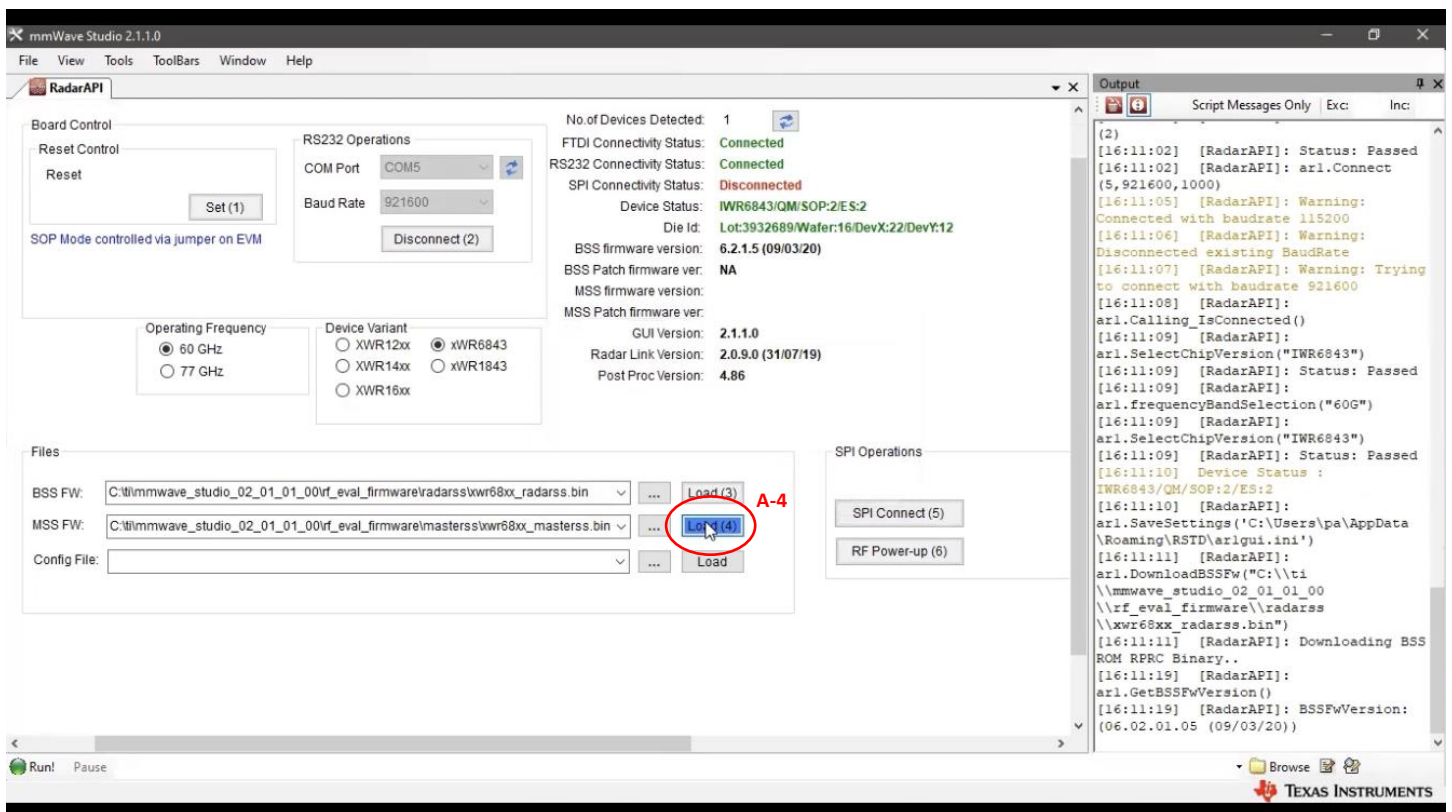 mmWave Studio 2.1.1.0
File View Tools ToolBars Window Help
RadarAPI
Board Control
Reset Control
Reset
Set (1)
SOP Mode controlled via jumper on EVM
RS232 Operations
COM Port COM5
Baud Rate 921600
Disconnect (2)
No.of Devices Detected: 1
FTDI Connectivity Status: Connected
RS232 Connectivity Status: Connected
SPI Connectivity Status: Disconnected
Device Status: IWR6843/QM/SOP:2/ES:2
Die Id: Lot:3932689/Wafer:16/DevX:22/DevY:12
BSS firmware version: 6.2.1.5 (09/03/20)
BSS Patch firmware ver: NA
MSS firmware version:
MSS Patch firmware ver:
GUI Version: 2.1.1.0
Radar Link Version: 2.0.9.0 (31/07/19)
Post Proc Version: 4.86
Operating Frequency
60 GHz
77 GHz
Device Variant
XWR12xx xWR6843
XWR14xx xWR1843
XWR16xx
Files
BSS FW: C:\ti\mmwave_studio_02_01_01_00\rf_eval_firmware\radarss\xwr68xx_radarss.bin ... Load (3)
A-4
MSS FW: C:\ti\mmwave_studio_02_01_01_00\rf_eval_firmware\masterss\xwr68xx_masterss.bin ... Load (4)
Config File: ... Load
SPI Operations
SPI Connect (5)
RF Power-up (6)
Output
Script Messages Only Exc: Inc:
(2)
[16:11:02] [RadarAPI]: Status: Passed
[16:11:02] [RadarAPI]: ar1.Connect
(5,921600,1000)
[16:11:05] [RadarAPI]: Warning:
Connected with baudrate 115200
[16:11:06] [RadarAPI]: Warning:
Disconnected existing BaudRate
[16:11:07] [RadarAPI]: Warning: Trying
to connect with baudrate 921600
[16:11:08] [RadarAPI]:
ar1.Calling_IsConnected()
[16:11:09] [RadarAPI]:
ar1.SelectChipVersion("IWR6843")
[16:11:09] [RadarAPI]: Status: Passed
[16:11:09] [RadarAPI]:
ar1.frequencyBandSelection("60G")
[16:11:09] [RadarAPI]:
ar1.SelectChipVersion("IWR6843")
[16:11:09] [RadarAPI]: Status: Passed
[16:11:10] Device Status :
IWR6843/QM/SOP:2/ES:2
[16:11:10] [RadarAPI]:
ar1.SaveSettings('C:\Users\pa\AppData
\Roaming\RSTD\ar1gui.ini')
[16:11:11] [RadarAPI]:
ar1.DownloadBSSFw("C:\\ti
\\mmwave_studio_02_01_01_00
\\rf_eval_firmware\\radarss
\\xwr68xx_radarss.bin")
[16:11:11] [RadarAPI]: Downloading BSS
ROM RPRC Binary..
[16:11:19] [RadarAPI]:
ar1.GetBSSFwVersion()
[16:11:19] [RadarAPI]: BSSFwVersion:
(06.02.01.05 (09/03/20))
Run! Pause
Browse
TEXAS INSTRUMENTS